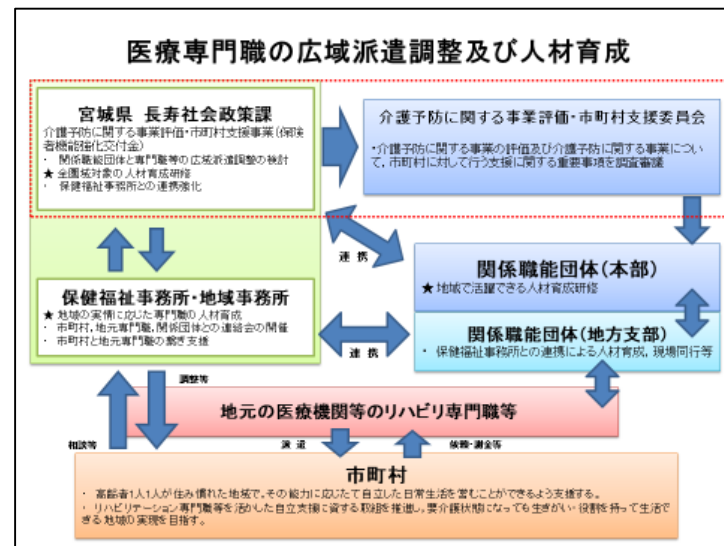 医療専門職の広域派遣調整及び人材育成
宮城県 長寿社会政策課
介護予防に関する事業評価・市町村支援事業(保険
者機能強化交付金)
・ 関係職能団体と専門職等の広域派遣調整の検討
★ 全圏域対象の人材育成研修
・ 保健福祉事務所との連携強化
介護予防に関する事業評価・市町村支援委員会
・介護予防に関する事業の評価及び介護予防に関する事業につい
て、市町村に対して行う支援に関する重要事項を調査審議
連 携
関係職能団体(本部)
★ 地域で活躍できる人材育成研修
保健福祉事務所・地域事務所
★ 地域の実情に応じた専門職の人材育成
・ 市町村、地元専門職、関係団体との連絡会の開催
・ 市町村と地元専門職の繋ぎ支援
連 携
関係職能団体(地方支部)
・ 保健福祉事務所との連携による人材育成、現場同行等
調整等
地元の医療機関等のリハビリ専門職等
相談等
派 遣
依頼・謝金等
市町村
・ 高齢者1人1人が住み慣れた地域で、その能力に応じたて自立した日常生活を営むことができるよう支援する。
・ リハビリテーション専門職等を活かした自立支援に資する取組を推進し、要介護状態になっても生きがい・役割を持って生活で
きる地域の実現を目指す。